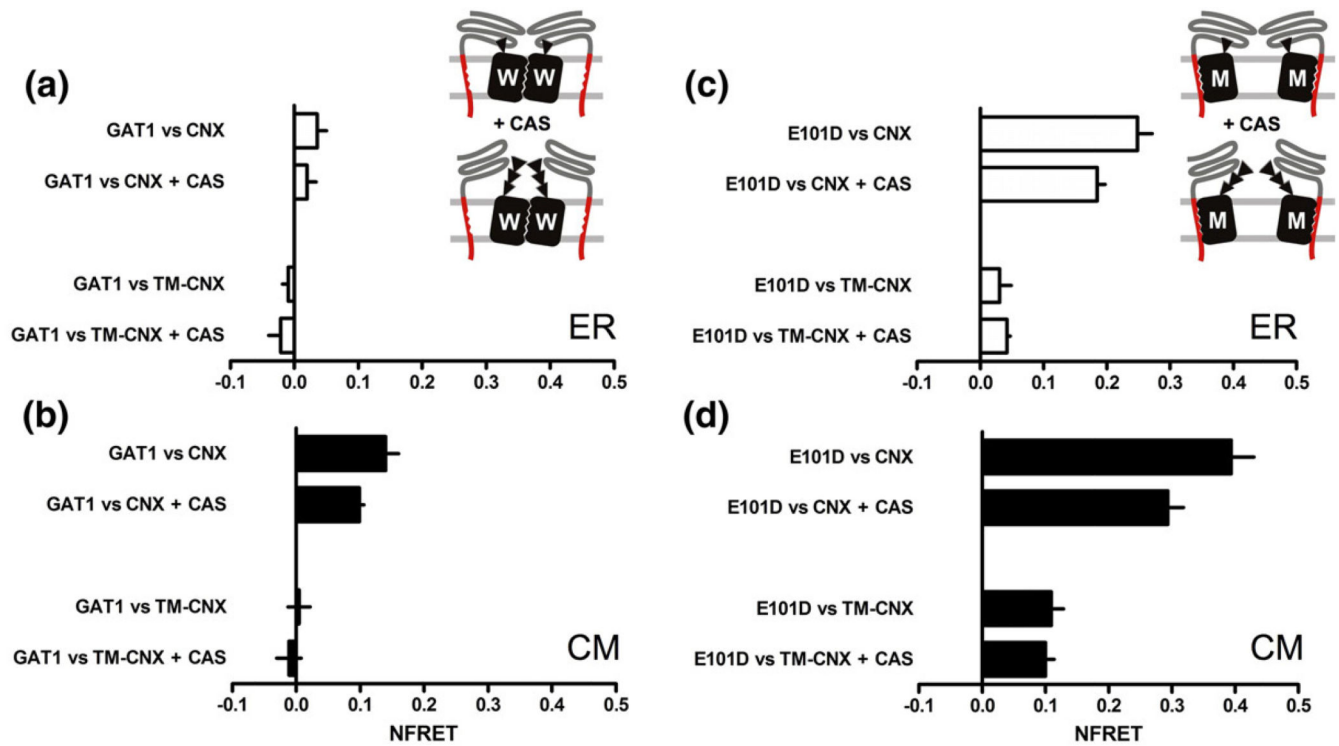 (a)
W W
+ CAS
W W
GAT1 vs CNX
GAT1 vs CNX + CAS
GAT1 vs TM-CNX
GAT1 vs TM-CNX + CAS
ER
-0.1 0.0 0.1 0.2 0.3 0.4 0.5
(c)
M M
+ CAS
M M
E101D vs CNX
E101D vs CNX + CAS
E101D vs TM-CNX
E101D vs TM-CNX + CAS
ER
-0.1 0.0 0.1 0.2 0.3 0.4 0.5
(b)
GAT1 vs CNX
GAT1 vs CNX + CAS
GAT1 vs TM-CNX
GAT1 vs TM-CNX + CAS
CM
-0.1 0.0 0.1 0.2 0.3 0.4 0.5
NFRET
(d)
E101D vs CNX
E101D vs CNX + CAS
E101D vs TM-CNX
E101D vs TM-CNX + CAS
CM
-0.1 0.0 0.1 0.2 0.3 0.4 0.5
NFRET